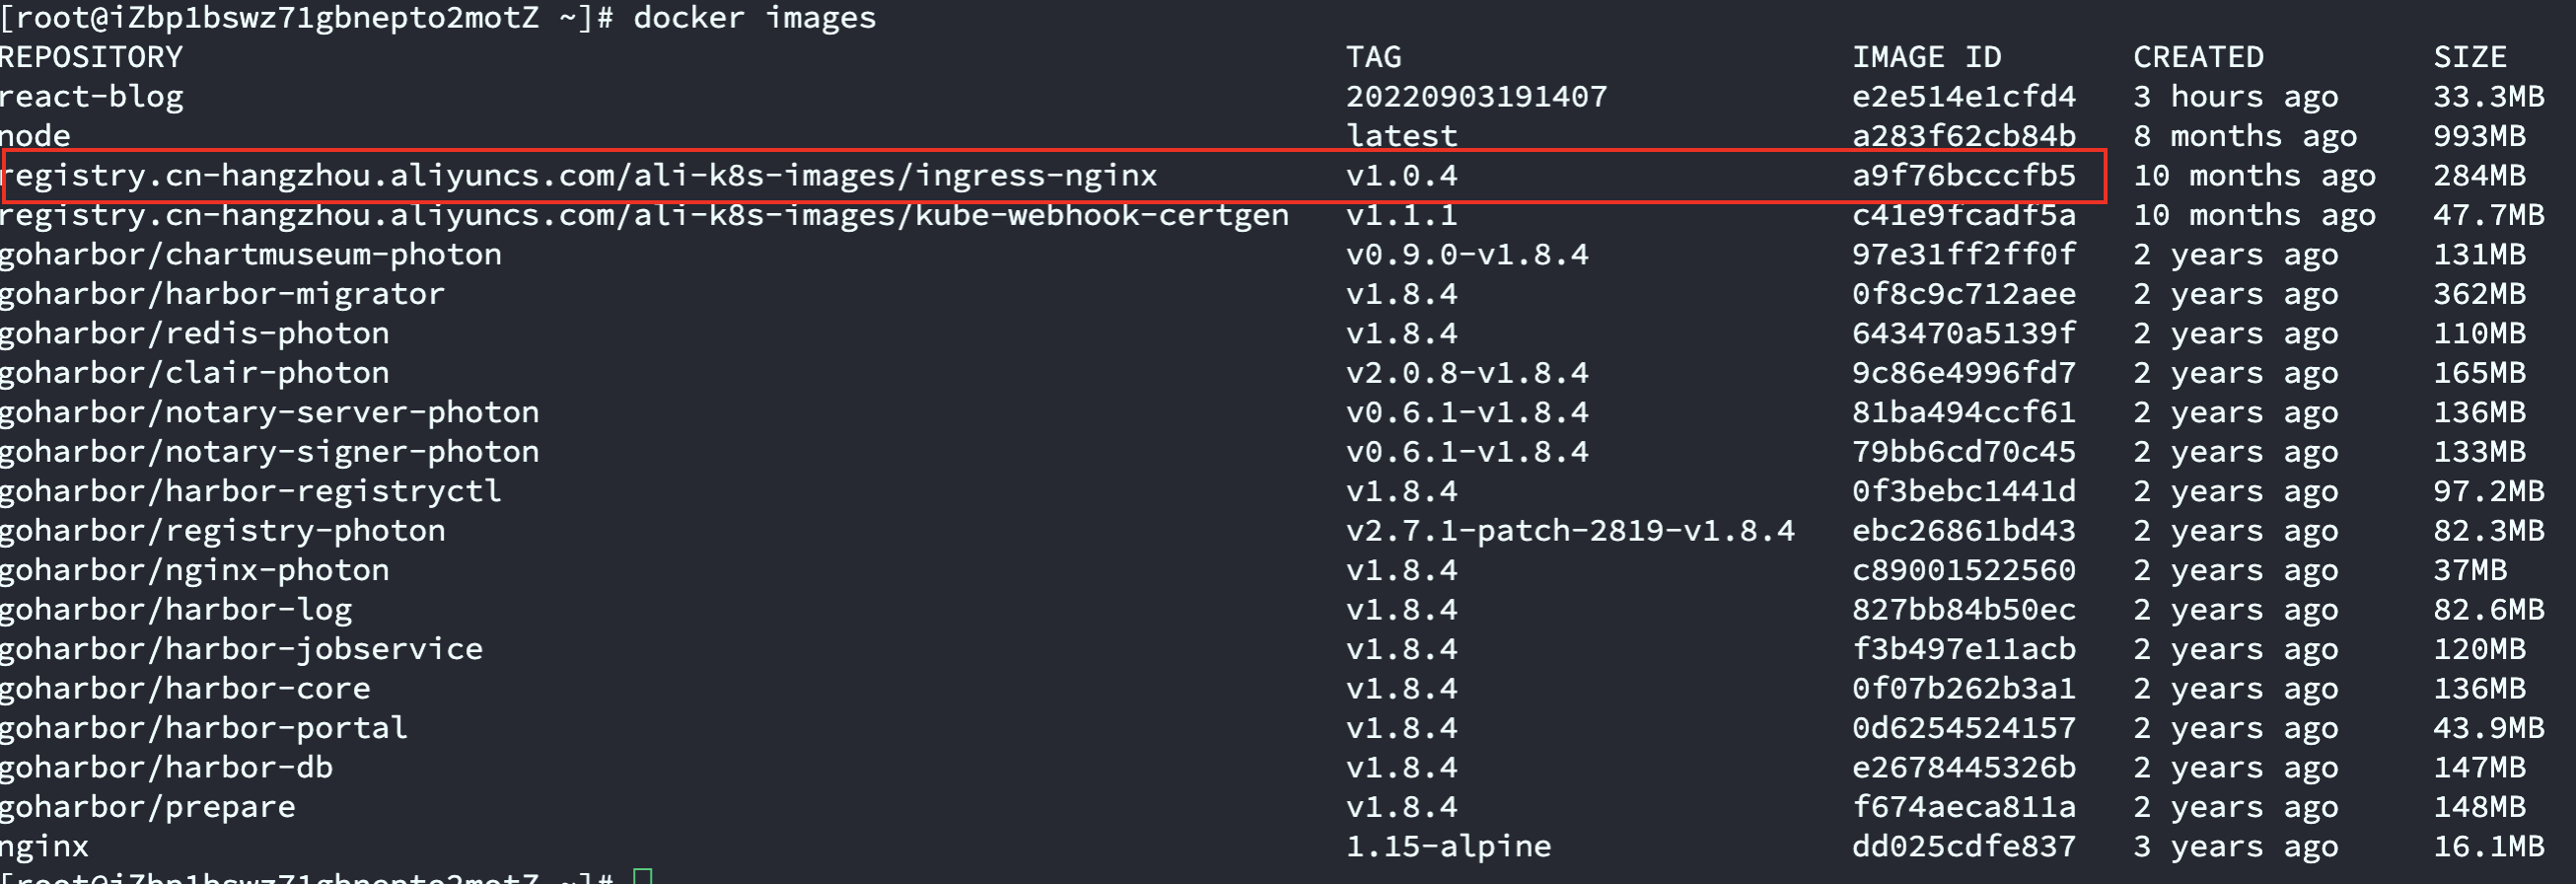 [root@iZbp1bswz71gbnepto2motZ ~]# docker images
REPOSITORY TAG IMAGE ID CREATED SIZE
react-blog 20220903191407 e2e514e1cfd4 3 hours ago 33.3MB
node latest a283f62cb84b 8 months ago 993MB
registry.cn-hangzhou.aliyuncs.com/ali-k8s-images/ingress-nginx v1.0.4 a9f76bcccfb5 10 months ago 284MB
registry.cn-hangzhou.aliyuncs.com/ali-k8s-images/kube-webhook-certgen v1.1.1 c41e9fcadf5a 10 months ago 47.7MB
goharbor/chartmuseum-photon v0.9.0-v1.8.4 97e31ff2ff0f 2 years ago 131MB
goharbor/harbor-migrator v1.8.4 0f8c9c712aee 2 years ago 362MB
goharbor/redis-photon v1.8.4 643470a5139f 2 years ago 110MB
goharbor/clair-photon v2.0.8-v1.8.4 9c86e4996fd7 2 years ago 165MB
goharbor/notary-server-photon v0.6.1-v1.8.4 81ba494ccf61 2 years ago 136MB
goharbor/notary-signer-photon v0.6.1-v1.8.4 79bb6cd70c45 2 years ago 133MB
goharbor/harbor-registryctl v1.8.4 0f3bebc1441d 2 years ago 97.2MB
goharbor/registry-photon v2.7.1-patch-2819-v1.8.4 ebc26861bd43 2 years ago 82.3MB
goharbor/nginx-photon v1.8.4 c89001522560 2 years ago 37MB
goharbor/harbor-log v1.8.4 827bb84b50ec 2 years ago 82.6MB
goharbor/harbor-jobservice v1.8.4 f3b497e11acb 2 years ago 120MB
goharbor/harbor-core v1.8.4 0f07b262b3a1 2 years ago 136MB
goharbor/harbor-portal v1.8.4 0d6254524157 2 years ago 43.9MB
goharbor/harbor-db v1.8.4 e2678445326b 2 years ago 147MB
goharbor/prepare v1.8.4 f674aeca811a 2 years ago 148MB
nginx 1.15-alpine dd025cdfe837 3 years ago 16.1MB
[root@iZbp1bswz71gbnepto2motZ ~]#